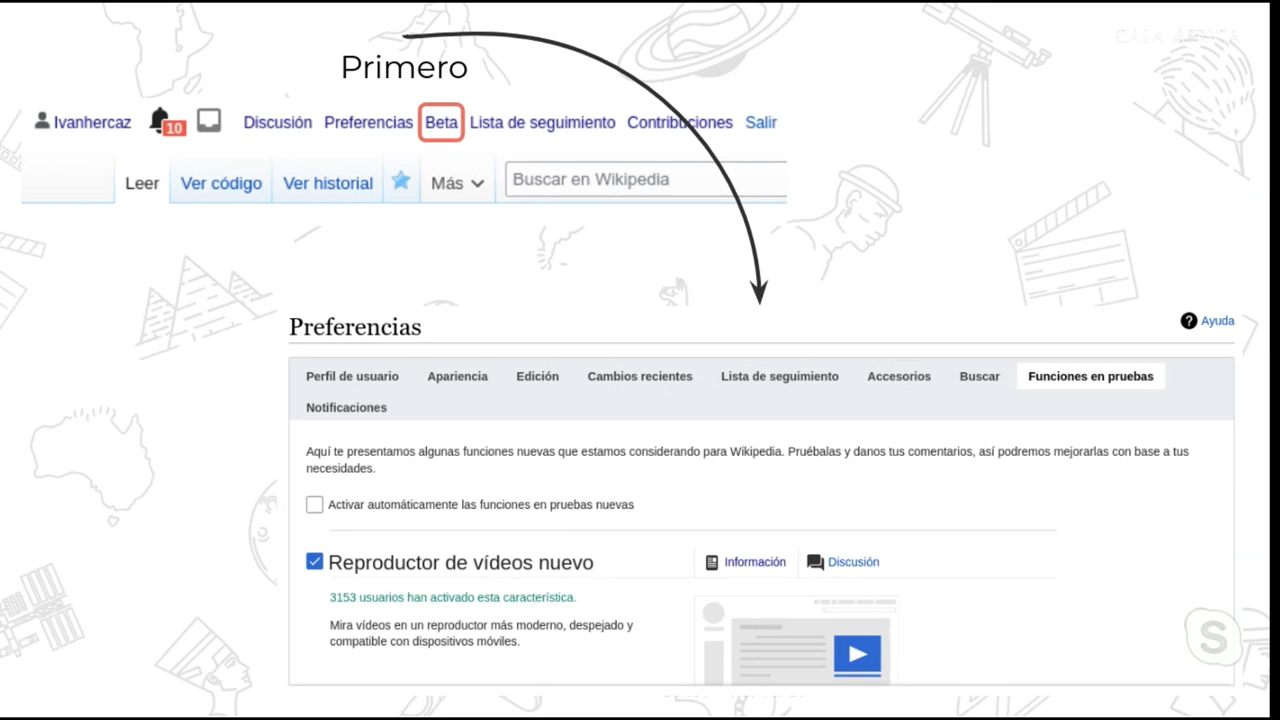 CASA ÁFRICA
Primero
Ivanhercaz 10 Discusión Preferencias Beta Lista de seguimiento Contribuciones Salir
Leer Ver código Ver historial Más Buscar en Wikipedia
Preferencias
Ayuda
Perfil de usuario Apariencia Edición Cambios recientes Lista de seguimiento Accesorios Buscar Funciones en pruebas
Notificaciones
Aquí te presentamos algunas funciones nuevas que estamos considerando para Wikipedia. Pruébalas y danos tus comentarios, así podremos mejorarlas con base a tus
necesidades.
Activar automáticamente las funciones en pruebas nuevas
Reproductor de vídeos nuevo Información Discusión
3153 usuarios han activado esta característica.
Mira vídeos en un reproductor más moderno, despejado y
compatible con dispositivos móviles.
S